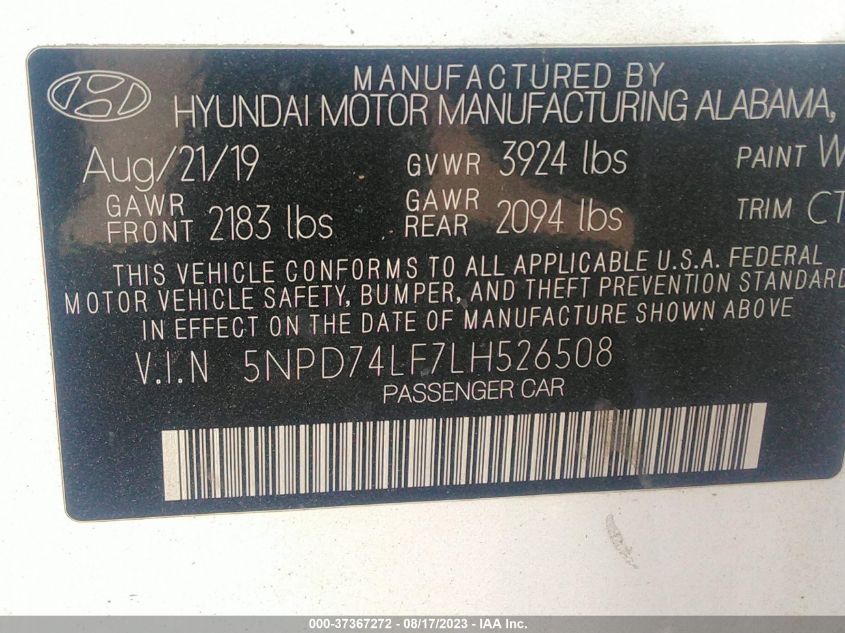 MANUFACTURED BY
HYUNDAI MOTOR MANUFACTURING ALABAMA,
Aug/21/19 GVWR 3924 lbs PAINT W
GAWR FRONT 2183 lbs GAWR REAR 2094 lbs TRIM CT
THIS VEHICLE CONFORMS TO ALL APPLICABLE U.S.A. FEDERAL
MOTOR VEHICLE SAFETY, BUMPER, AND THEFT PREVENTION STANDARD
IN EFFECT ON THE DATE OF MANUFACTURE SHOWN ABOVE
V.I.N 5NPD74LF7LH526508
PASSENGER CAR
000-37367272 - 08/17/2023 - IAA Inc.